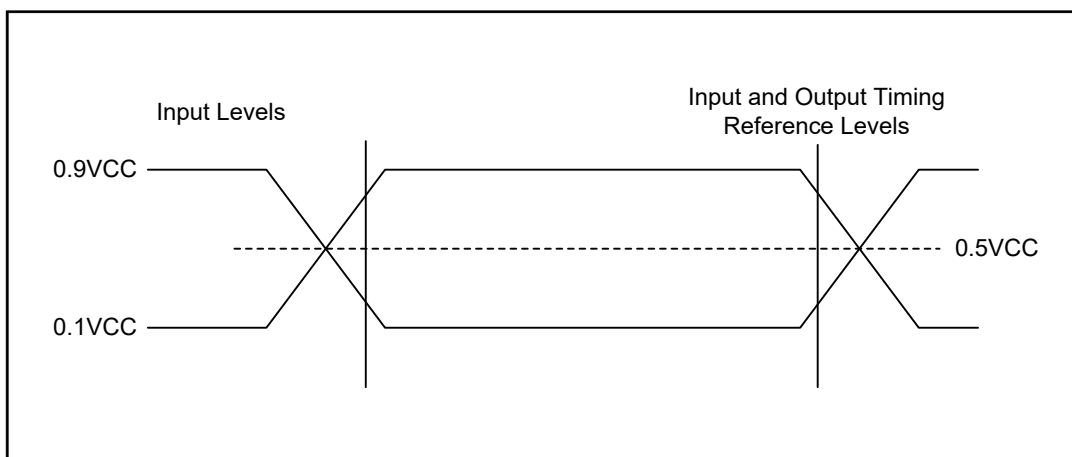 Input Levels
Input and Output Timing
Reference Levels
0.9VCC
0.5VCC
0.1VCC